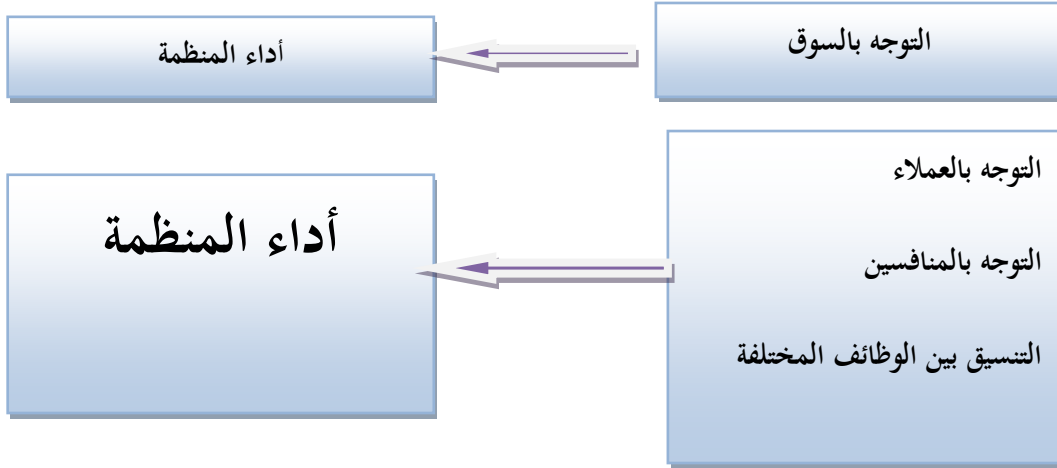 التوجه بالسوق
أداء المنظمة
التوجه بالعملاء
التوجه بالمنافسين
التنسيق بين الوظائف المختلفة
أداء المنظمة